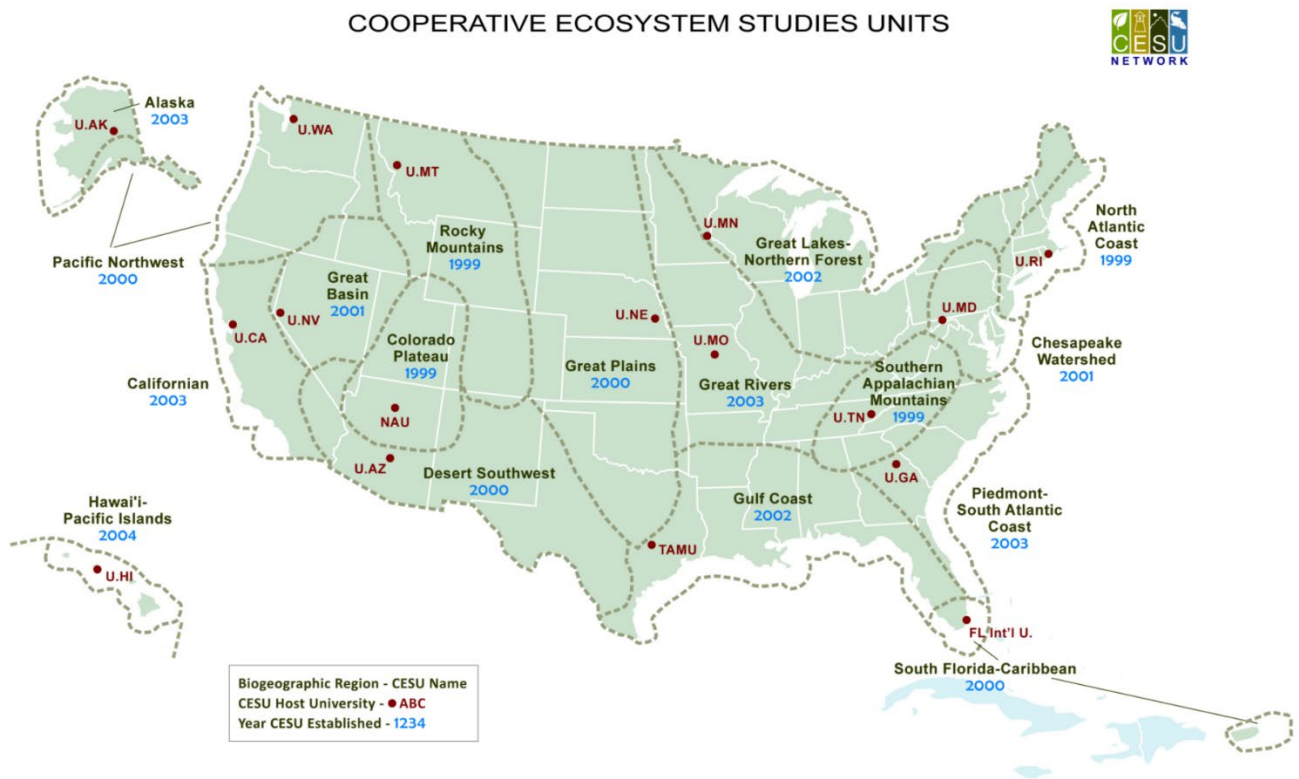 COOPERATIVE ECOSYSTEM STUDIES UNITS
CESU
NETWORK
Alaska
2003
U.AK
U.WA
U.MT
Pacific Northwest
2000
Rocky
Mountains
1999
Great
Basin
2001
U.NV
U.CA
Californian
2003
Colorado
Plateau
1999
NAU
U.AZ
Desert Southwest
2000
U.NE
Great Plains
2000
U.MN
Great Lakes-
Northern Forest
2002
U.MO
Great Rivers
2003
North
Atlantic
Coast
1999
U.RI
U.MD
Chesapeake
Watershed
2001
Southern
Appalachian
Mountains
1999
U.TN
U.GA
Gulf Coast
2002
TAMU
Piedmont-
South Atlantic
Coast
2003
Hawai'i-
Pacific Islands
2004
U.HI
FL Int'l U.
South Florida-Caribbean
2000
Biogeographic Region - CESU Name
CESU Host University - ABC
Year CESU Established - 1234